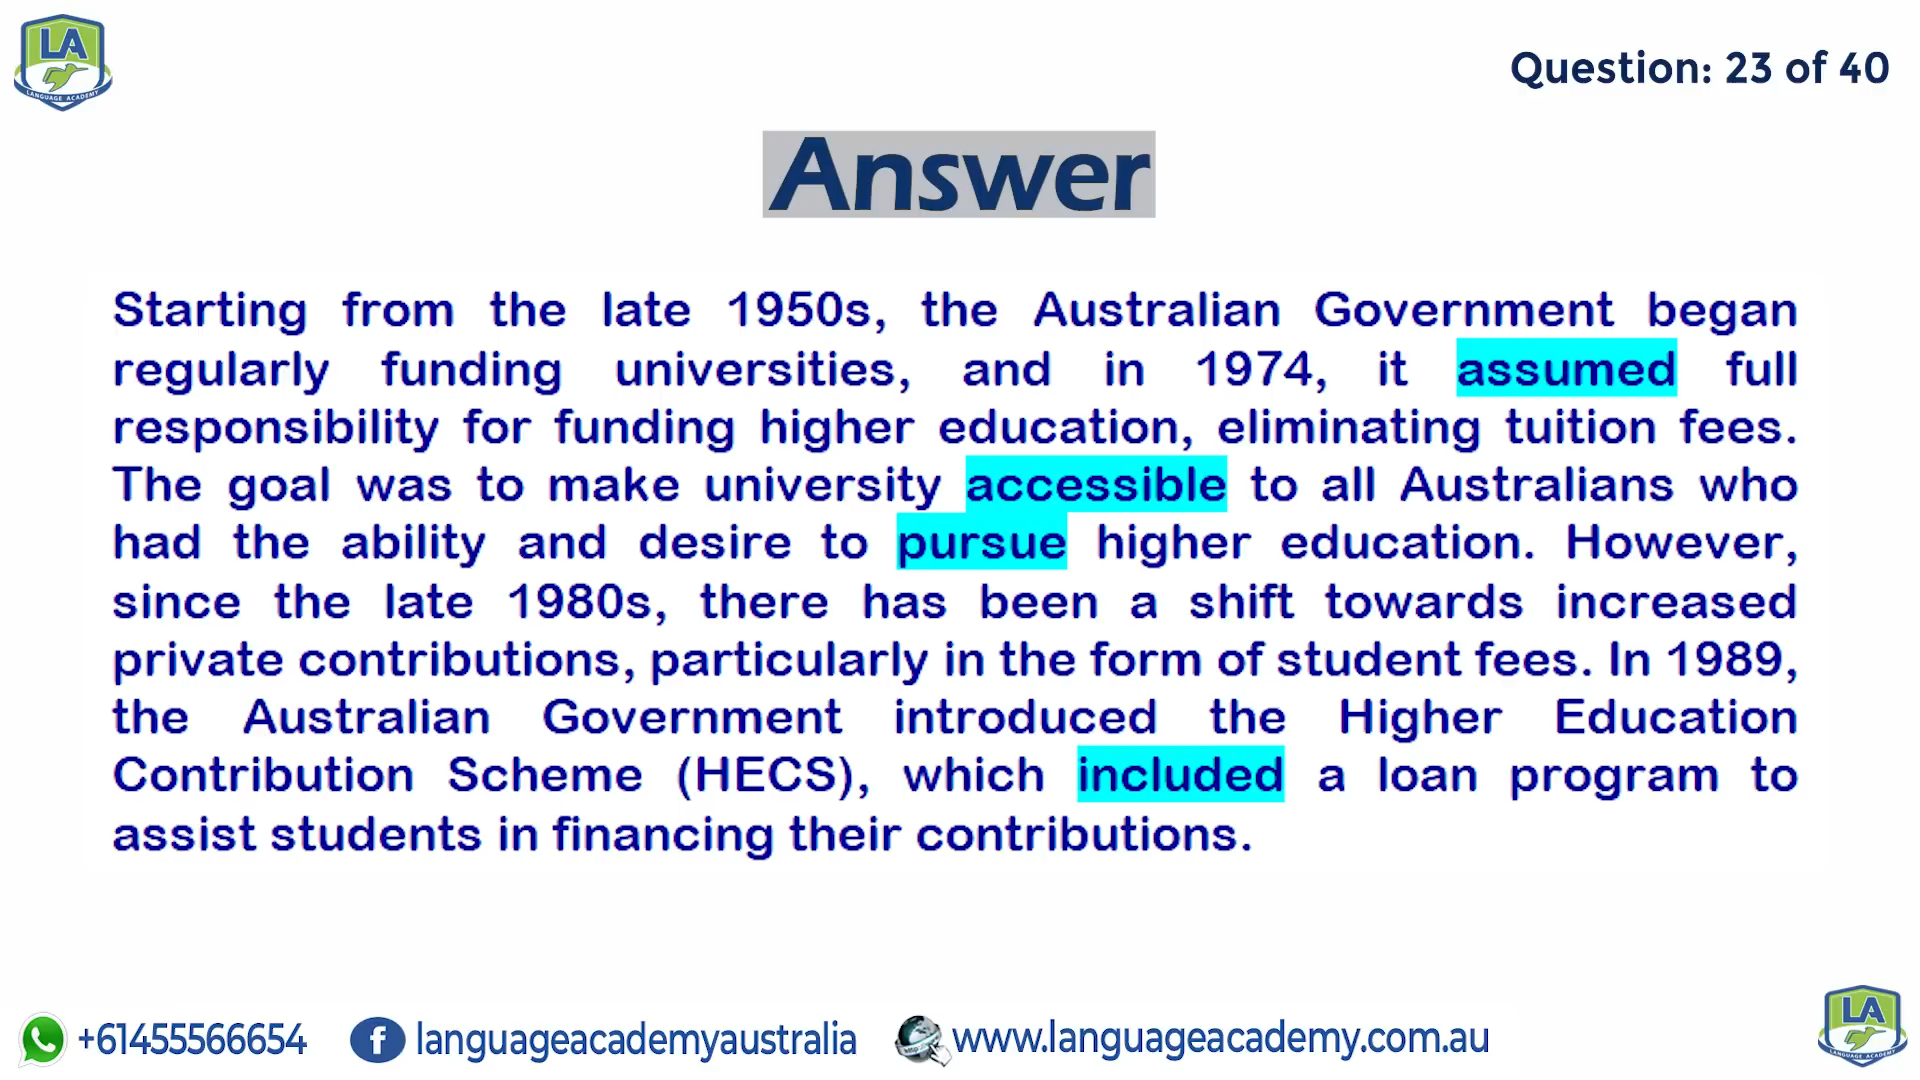 LA
LANGUAGE ACADEMY
Question: 23 of 40
Answer
Starting from the late 1950s, the Australian Government began
regularly funding universities, and in 1974, it assumed full
responsibility for funding higher education, eliminating tuition fees.
The goal was to make university accessible to all Australians who
had the ability and desire to pursue higher education. However,
since the late 1980s, there has been a shift towards increased
private contributions, particularly in the form of student fees. In 1989,
the Australian Government introduced the Higher Education
Contribution Scheme (HECS), which included a loan program to
assist students in financing their contributions.
+61455566654
f languageacademyaustralia
www.languageacademy.com.au
LA
LANGUAGE ACADEMY